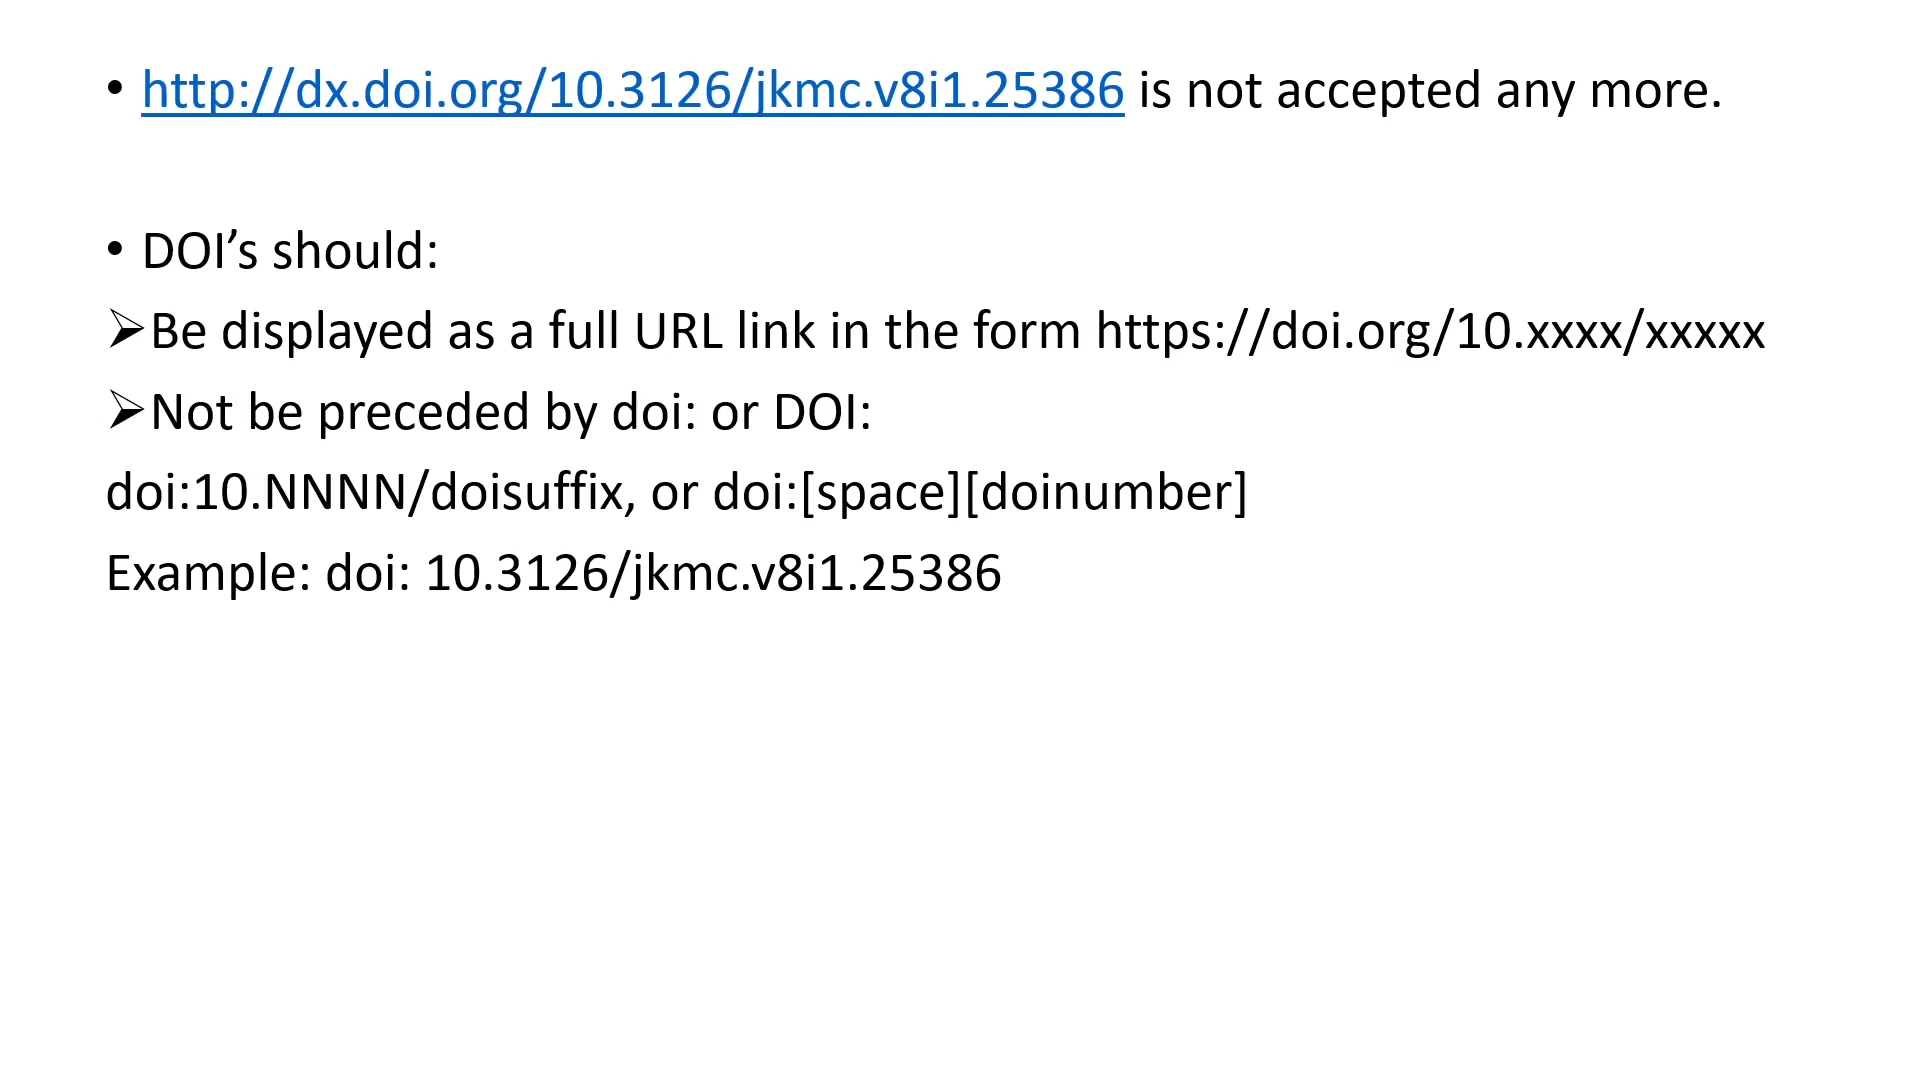 • http://dx.doi.org/10.3126/jkmc.v8i1.25386 is not accepted any more.
• DOI’s should:
➢Be displayed as a full URL link in the form https://doi.org/10.xxxx/xxxxx
➢Not be preceded by doi: or DOI:
doi:10.NNNN/doisuffix, or doi:[space][doinumber]
Example: doi: 10.3126/jkmc.v8i1.25386